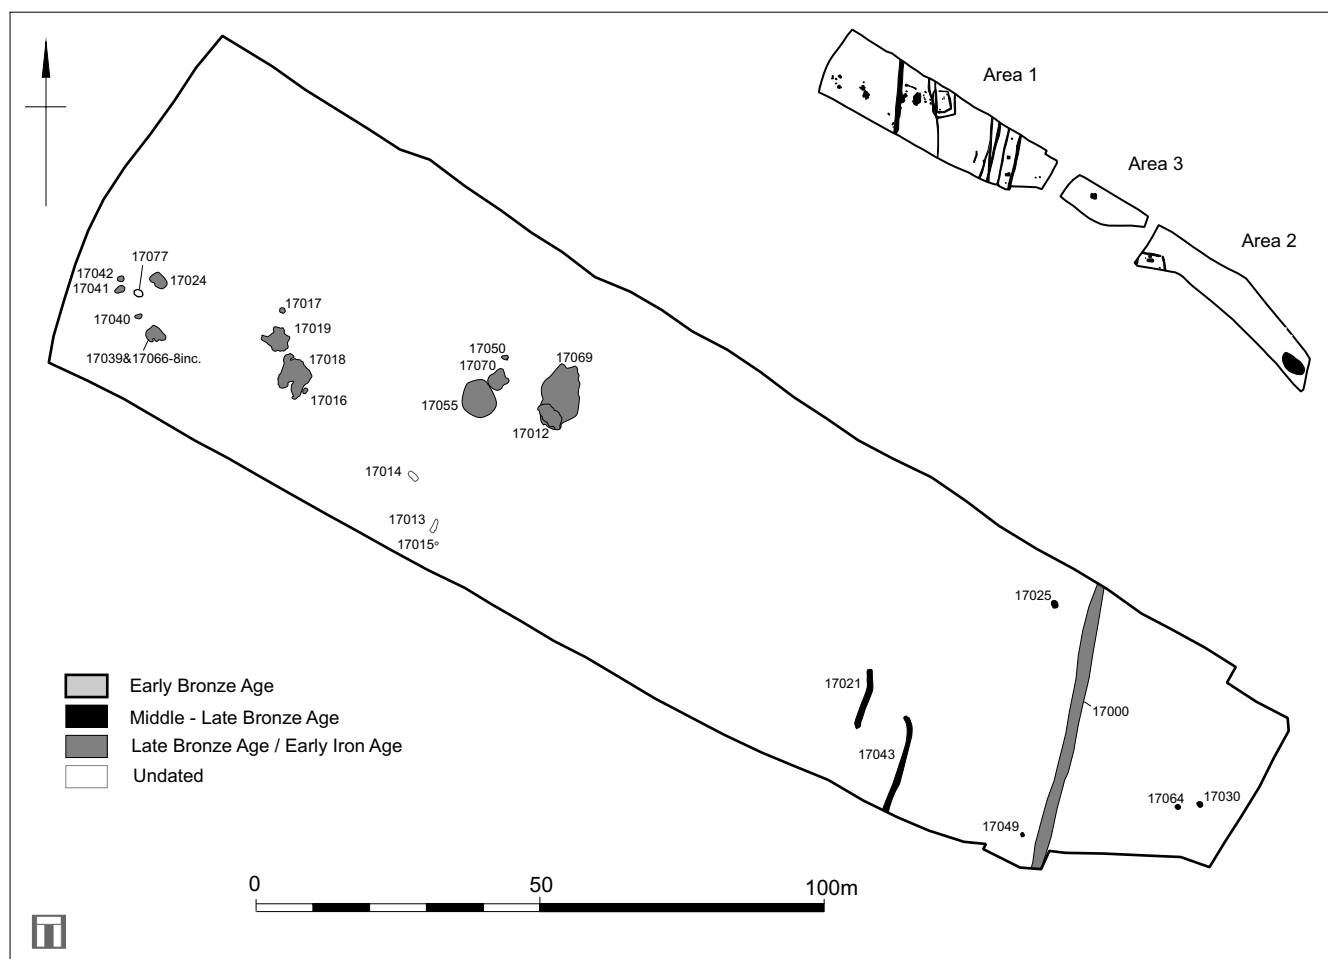 Area 1
Area 3
Area 2
17077
17042
17024
17041
17040
17039&17066-8inc.
17017
17019
17018
17016
17050
17069
17070
17055
17012
17014
17013
17015
17025
17021
17000
17043
17064
17030
17049
Early Bronze Age
Middle - Late Bronze Age
Late Bronze Age / Early Iron Age
Undated
0
50
100m